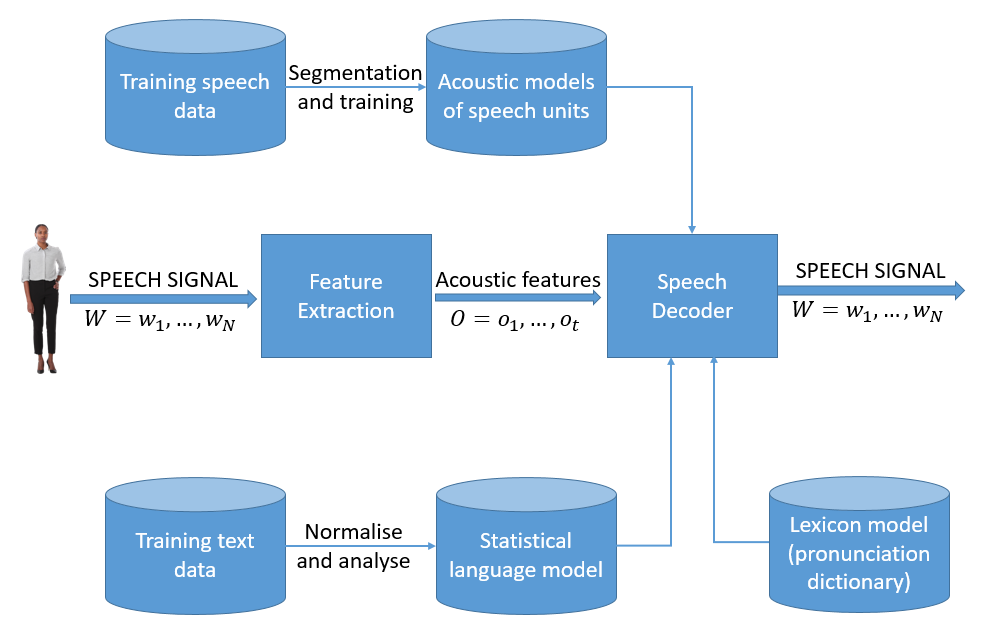 Training speech
data
Segmentation
and training
Acoustic models
of speech units
SPEECH SIGNAL
W = w₁, … , w_N
Feature
Extraction
Acoustic features
O = o₁, … , oₜ
Speech
Decoder
SPEECH SIGNAL
W = w₁, … , w_N
Training text
data
Normalise
and analyse
Statistical
language model
Lexicon model
(pronunciation
dictionary)